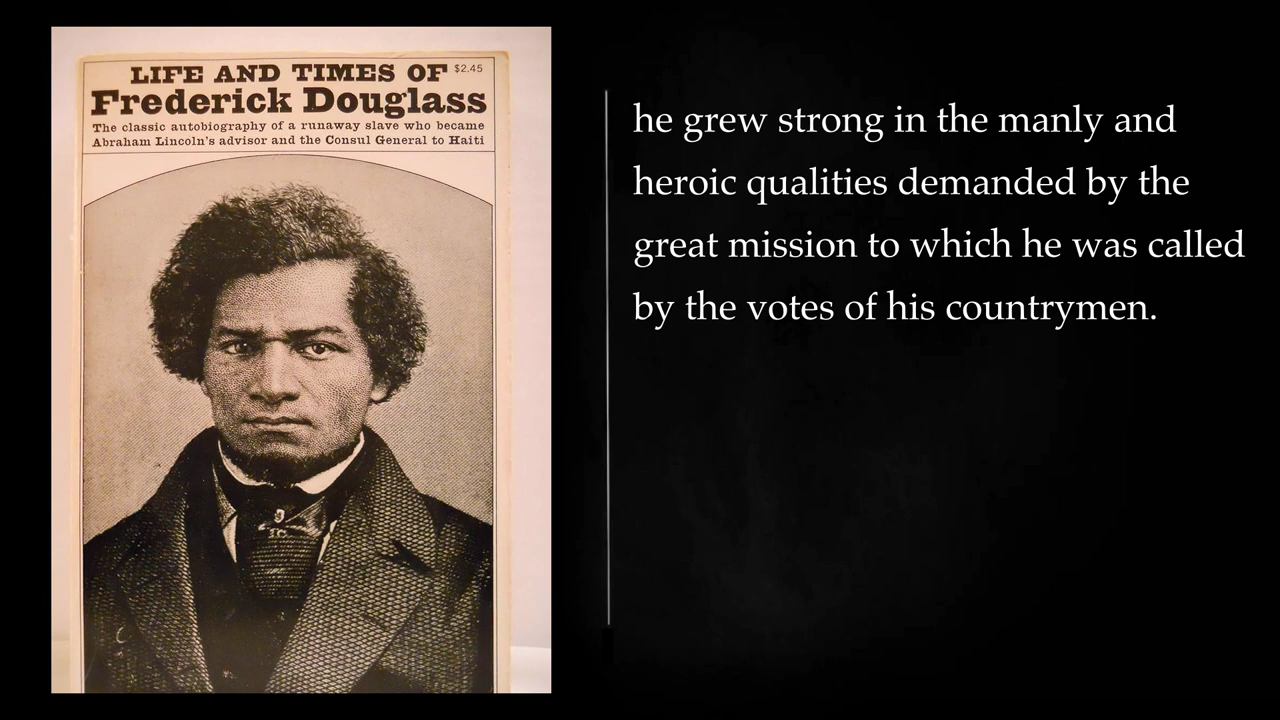 LIFE AND TIMES OF $2.45
Frederick Douglass
The classic autobiography of a runaway slave who became
Abraham Lincoln's advisor and the Consul General to Haiti
he grew strong in the manly and
heroic qualities demanded by the
great mission to which he was called
by the votes of his countrymen.